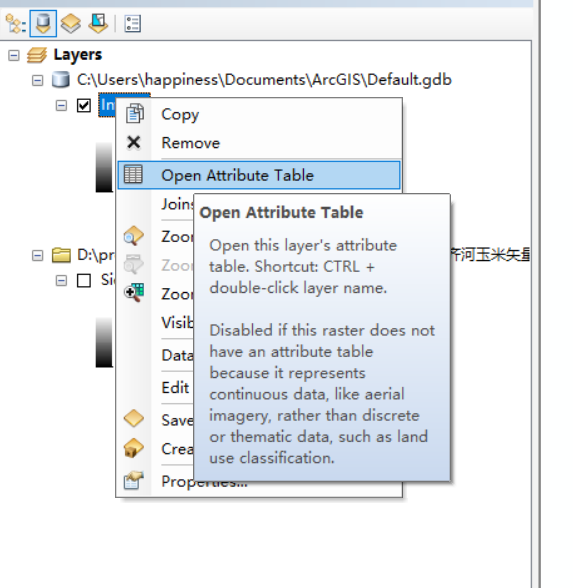 Layers
C:\Users\happiness\Documents\ArcGIS\Default.gdb
Copy
Remove
Open Attribute Table
Joins
Open Attribute Table
Open this layer's attribute
table. Shortcut: CTRL +
double-click layer name.
Disabled if this raster does not
have an attribute table
because it represents
continuous data, like aerial
imagery, rather than discrete
or thematic data, such as land
use classification.
Zoo
D:\pr
齐河玉米矢量
Zoo
Zoo
Visib
Data
Edit
Save
Crea
Properties...